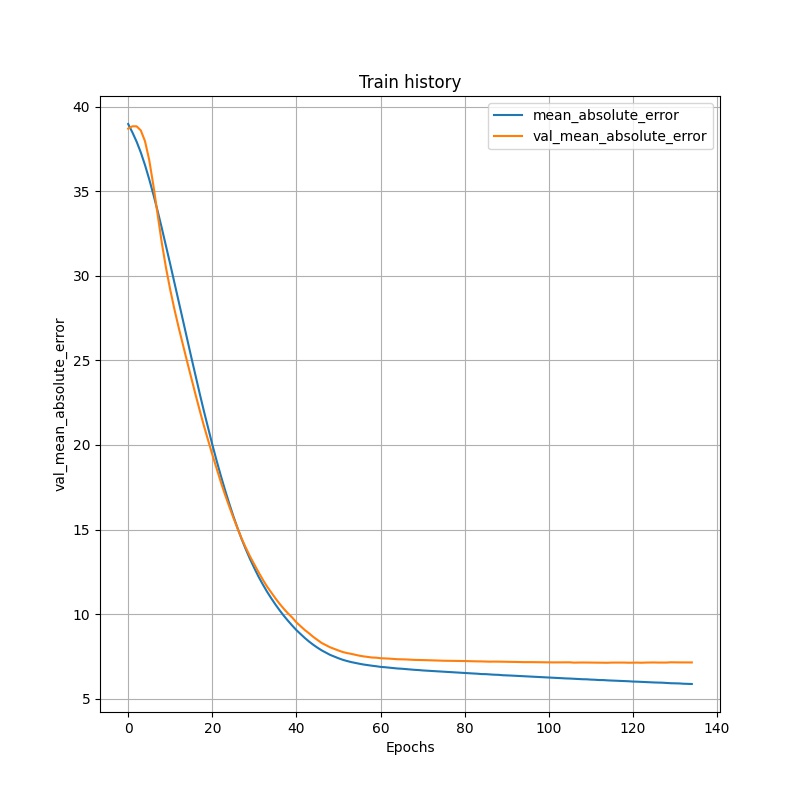 Train history
mean_absolute_error
val_mean_absolute_error
val_mean_absolute_error
40
35
30
25
20
15
10
5
0 20 40 60 80 100 120 140
Epochs